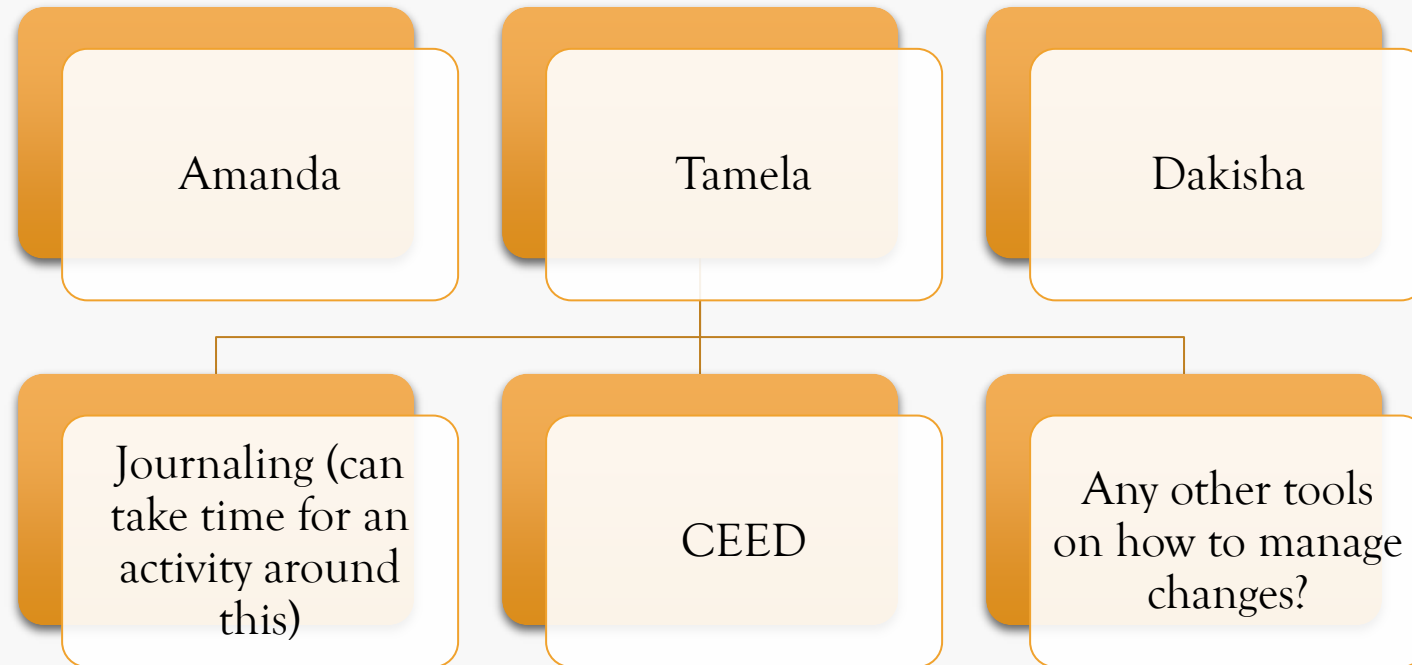 Amanda
Tamela
Dakisha
Journaling (can
take time for an
activity around
this)
CEED
Any other tools
on how to manage
changes?